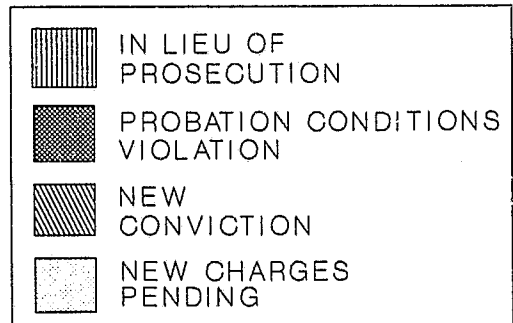 IN LIEU OF
PROSECUTION
PROBATION CONDITIONS
VIOLATION
NEW
CONVICTION
NEW CHARGES
PENDING